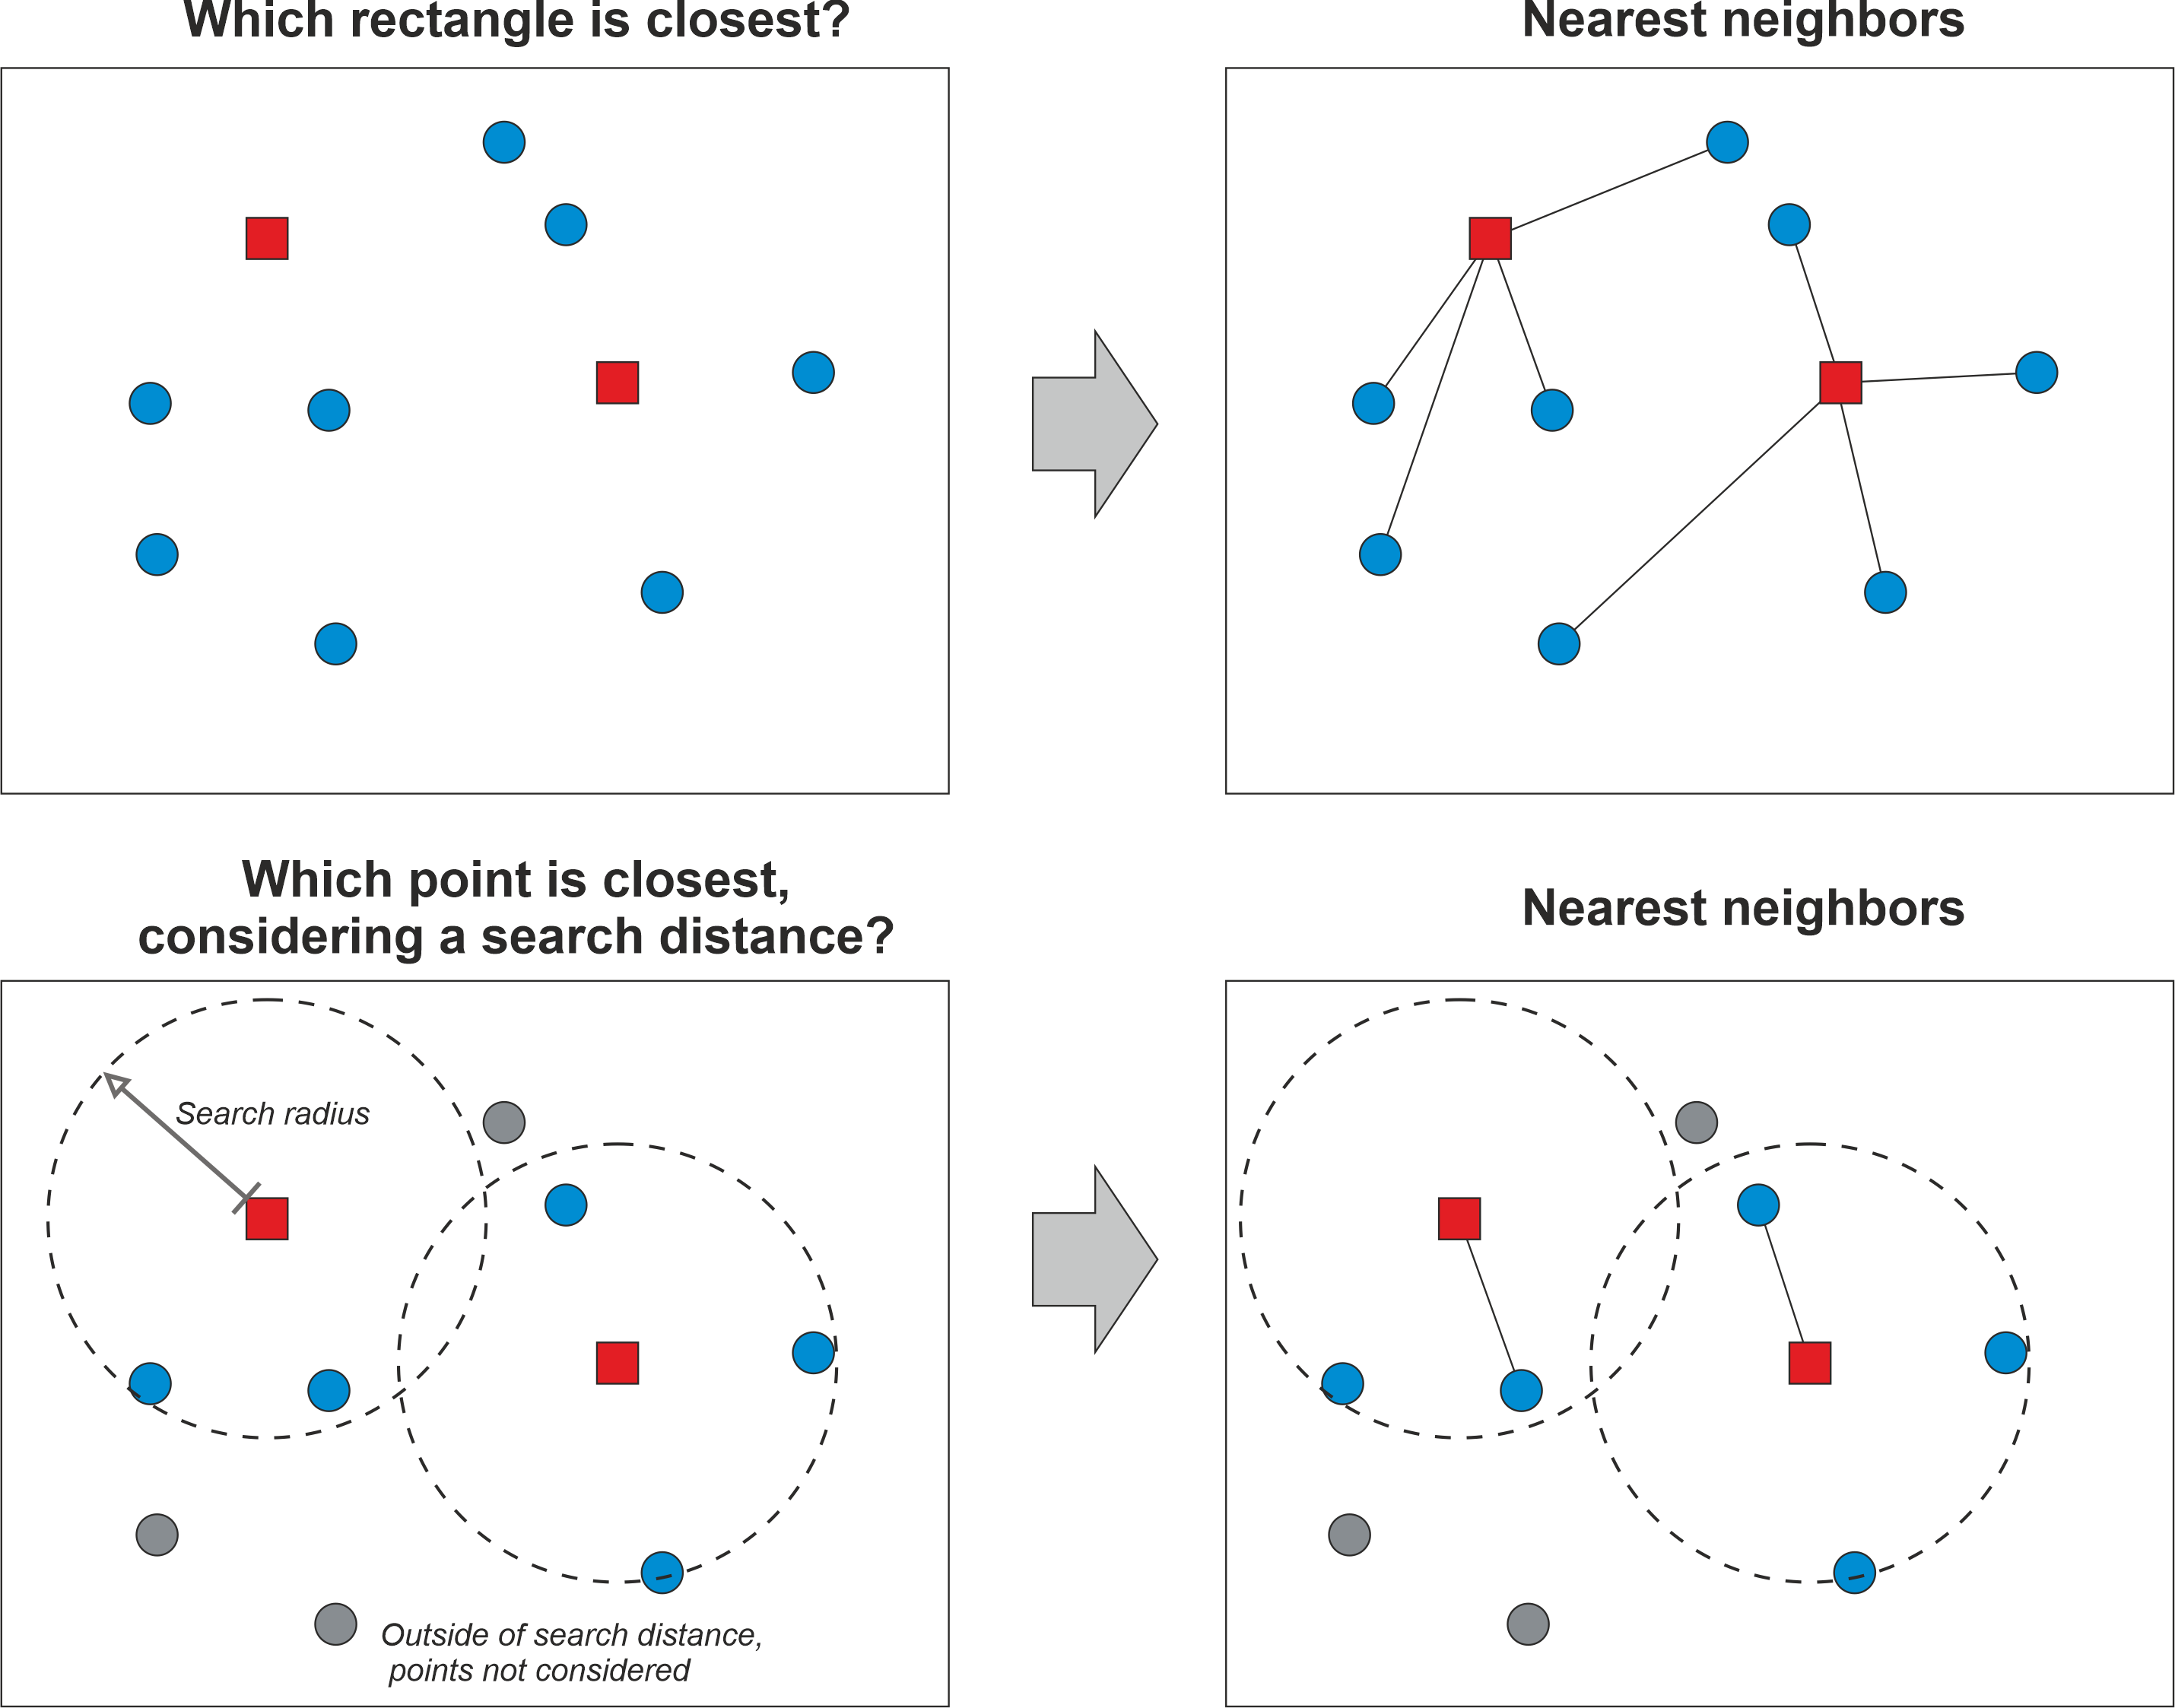 Which rectangle is closest?
Nearest neighbors
Which point is closest,
considering a search distance?
Nearest neighbors
Search radius
Outside of search distance,
points not considered